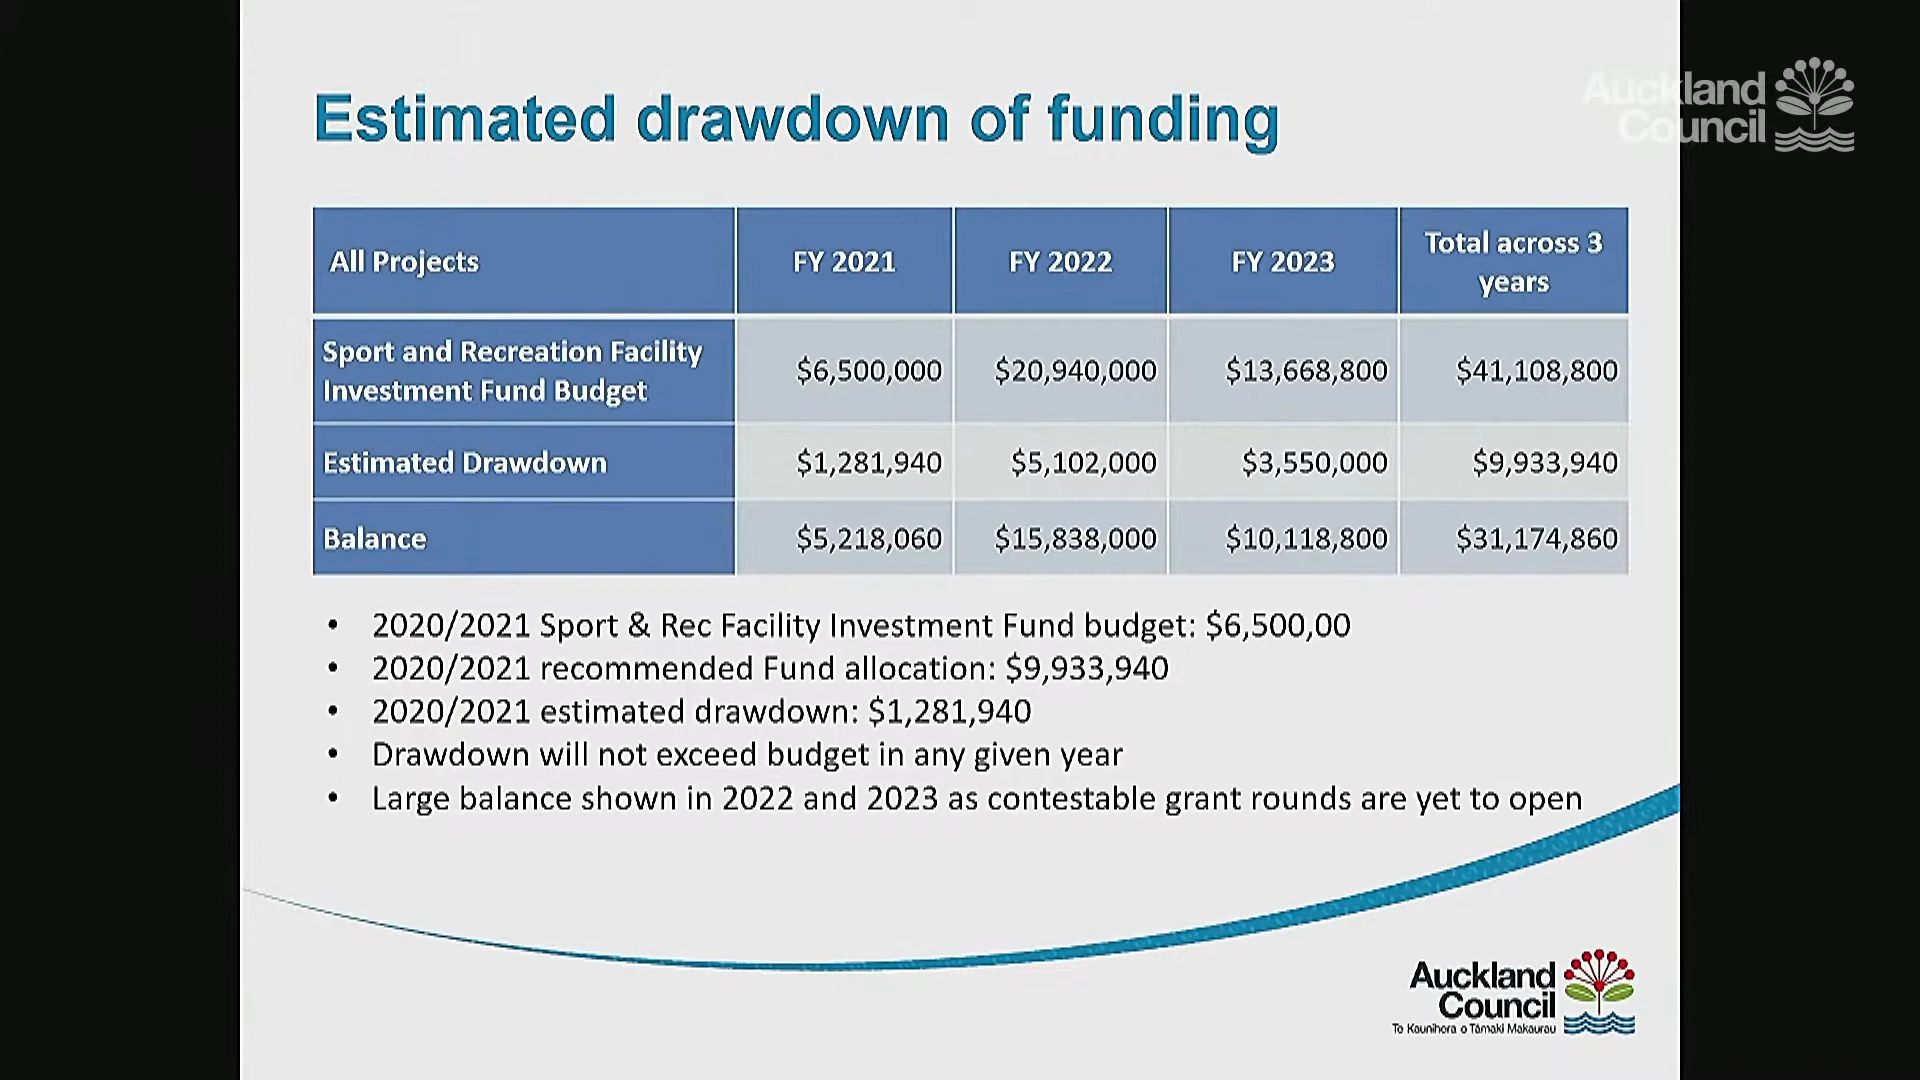 Auckland
Council
Estimated drawdown of funding
All Projects
FY 2021
FY 2022
FY 2023
Total across 3
years
Sport and Recreation Facility
Investment Fund Budget
$6,500,000
$20,940,000
$13,668,800
$41,108,800
Estimated Drawdown
$1,281,940
$5,102,000
$3,550,000
$9,933,940
Balance
$5,218,060
$15,838,000
$10,118,800
$31,174,860
• 2020/2021 Sport & Rec Facility Investment Fund budget: $6,500,00
• 2020/2021 recommended Fund allocation: $9,933,940
• 2020/2021 estimated drawdown: $1,281,940
• Drawdown will not exceed budget in any given year
• Large balance shown in 2022 and 2023 as contestable grant rounds are yet to open
Auckland
Council
Te Kaunihera o Tāmaki Makaurau